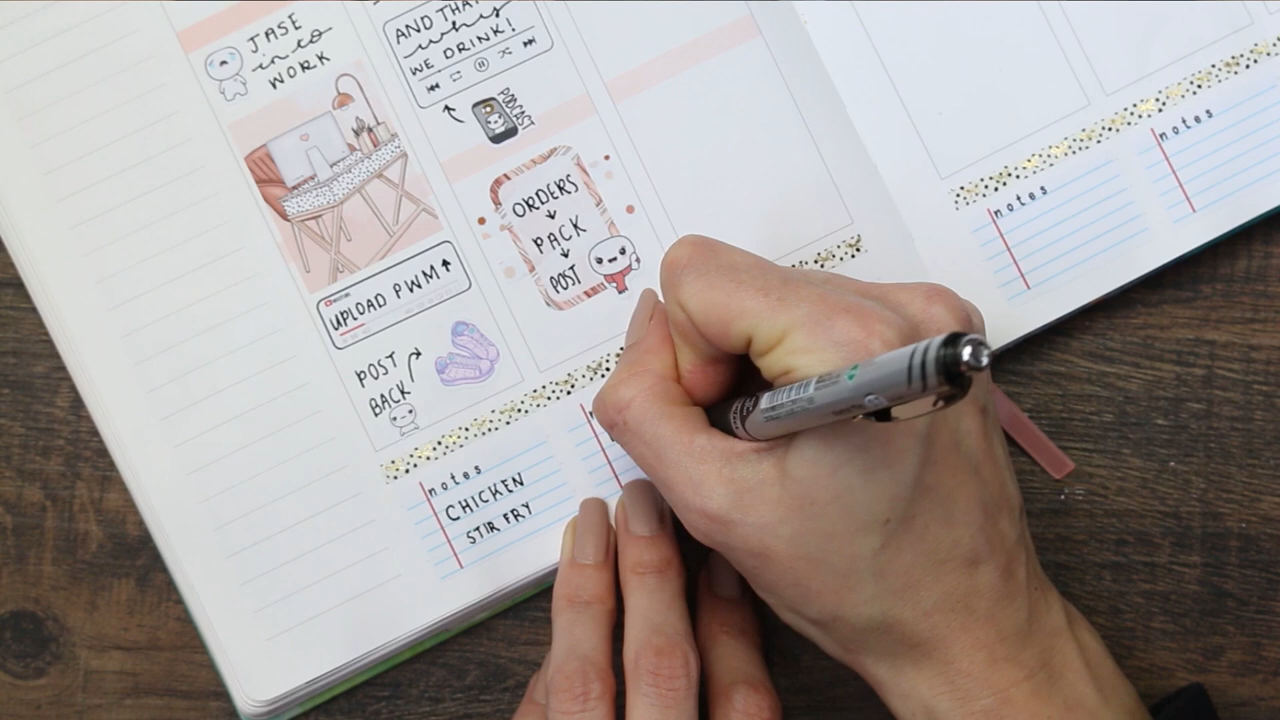 JASE
into
WORK
UPLOAD PWM
POST
BACK
notes
CHICKEN
STIR FRY
AND THAT
why
WE DRINK!
PODCAST
ORDERS
PACK
POST
notes
notes